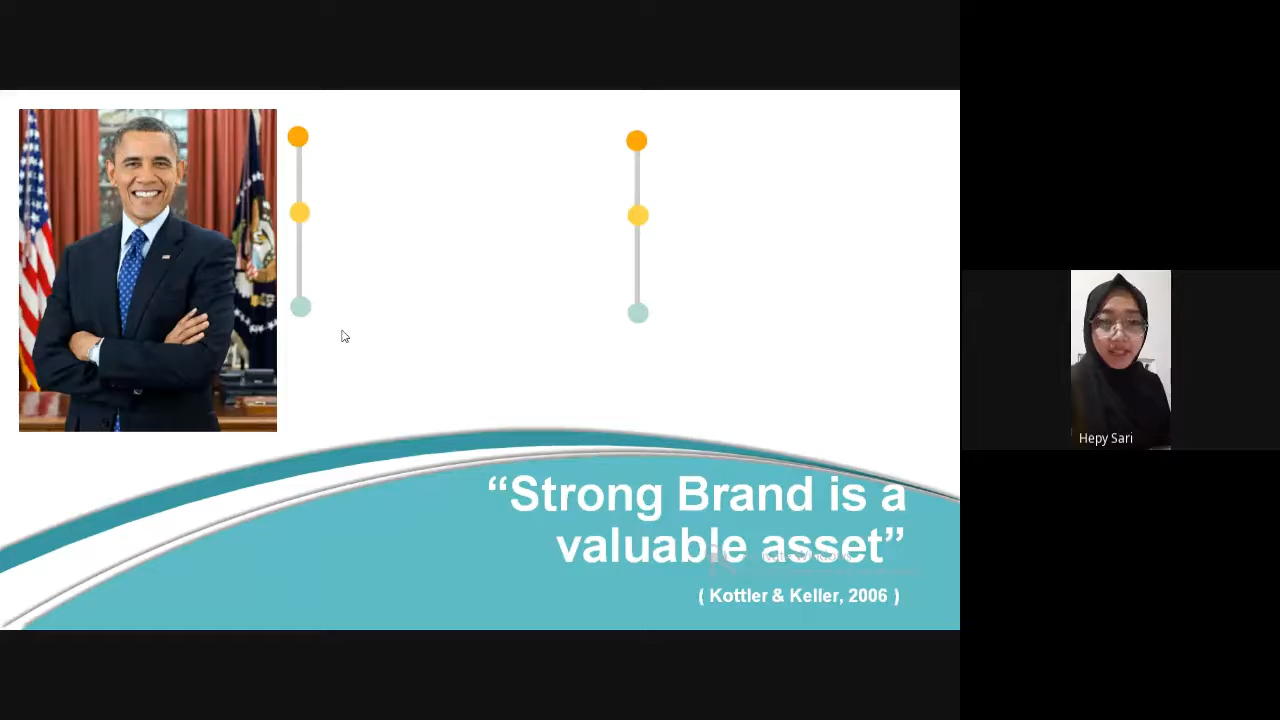 “Strong Brand is a
valuable asset”
( Kottler & Keller, 2006 )
Hepy Sari